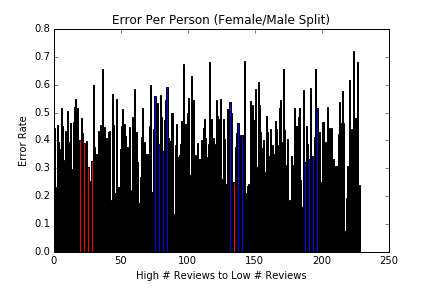 Error Per Person (Female/Male Split)
0.8
0.7
0.6
0.5
0.4
0.3
0.2
0.1
0.0
Error Rate
0 50 100 150 200 250
High # Reviews to Low # Reviews